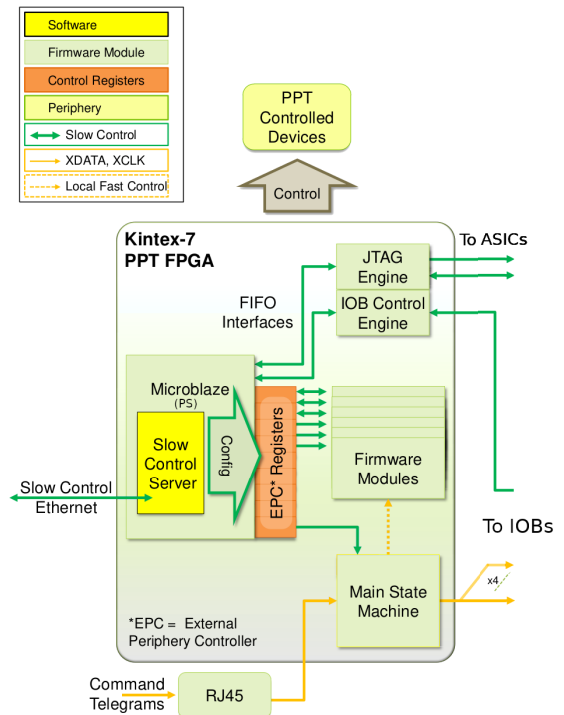 Software
Firmware Module
Control Registers
Periphery
Slow Control
XDATA, XCLK
Local Fast Control
PPT
Controlled
Devices
Control
Kintex-7
PPT FPGA
To ASICs
JTAG
Engine
IOB Control
Engine
FIFO
Interfaces
Microblaze
(PS)
Slow
Control
Server
Config
EPC* Registers
Firmware
Modules
Slow Control
Ethernet
To IOBs
x4
Main State
Machine
*EPC = External
Periphery Controller
Command
Telegrams
RJ45